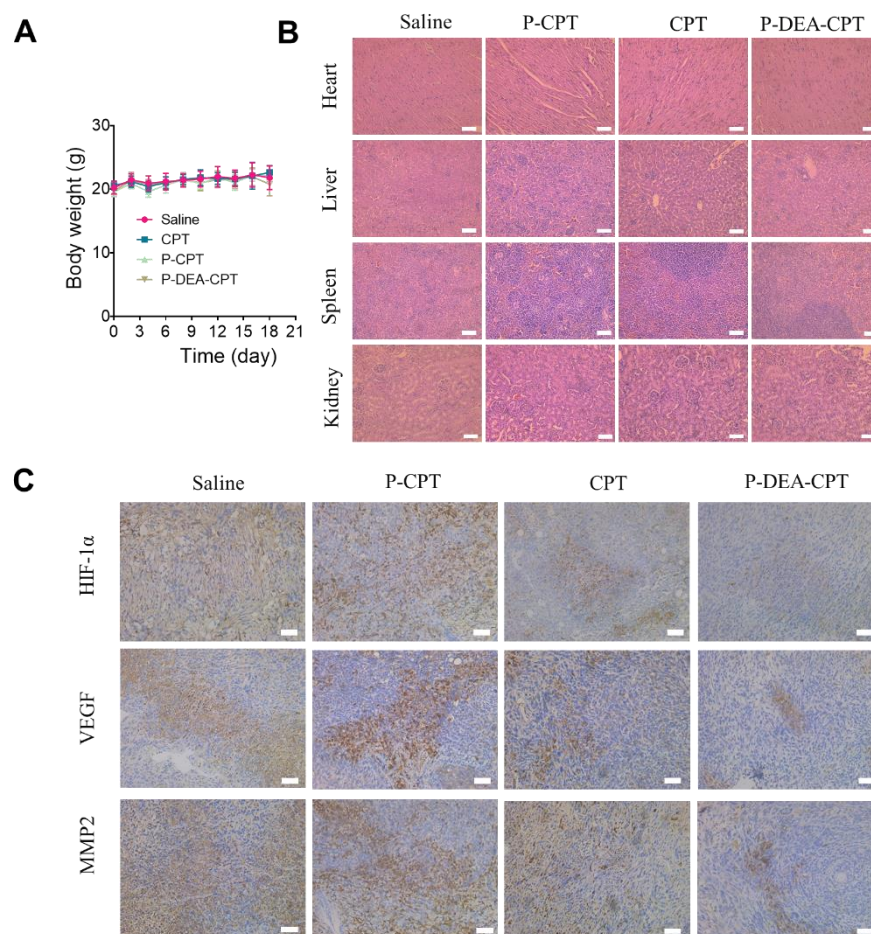 A
Body weight (g)
30
20
10
0
Saline
CPT
P-CPT
P-DEA-CPT
0 3 6 9 12 15 18 21
Time (day)
B
Saline P-CPT CPT P-DEA-CPT
Heart
Liver
Spleen
Kidney
C
Saline P-CPT CPT P-DEA-CPT
HIF-1α
VEGF
MMP2